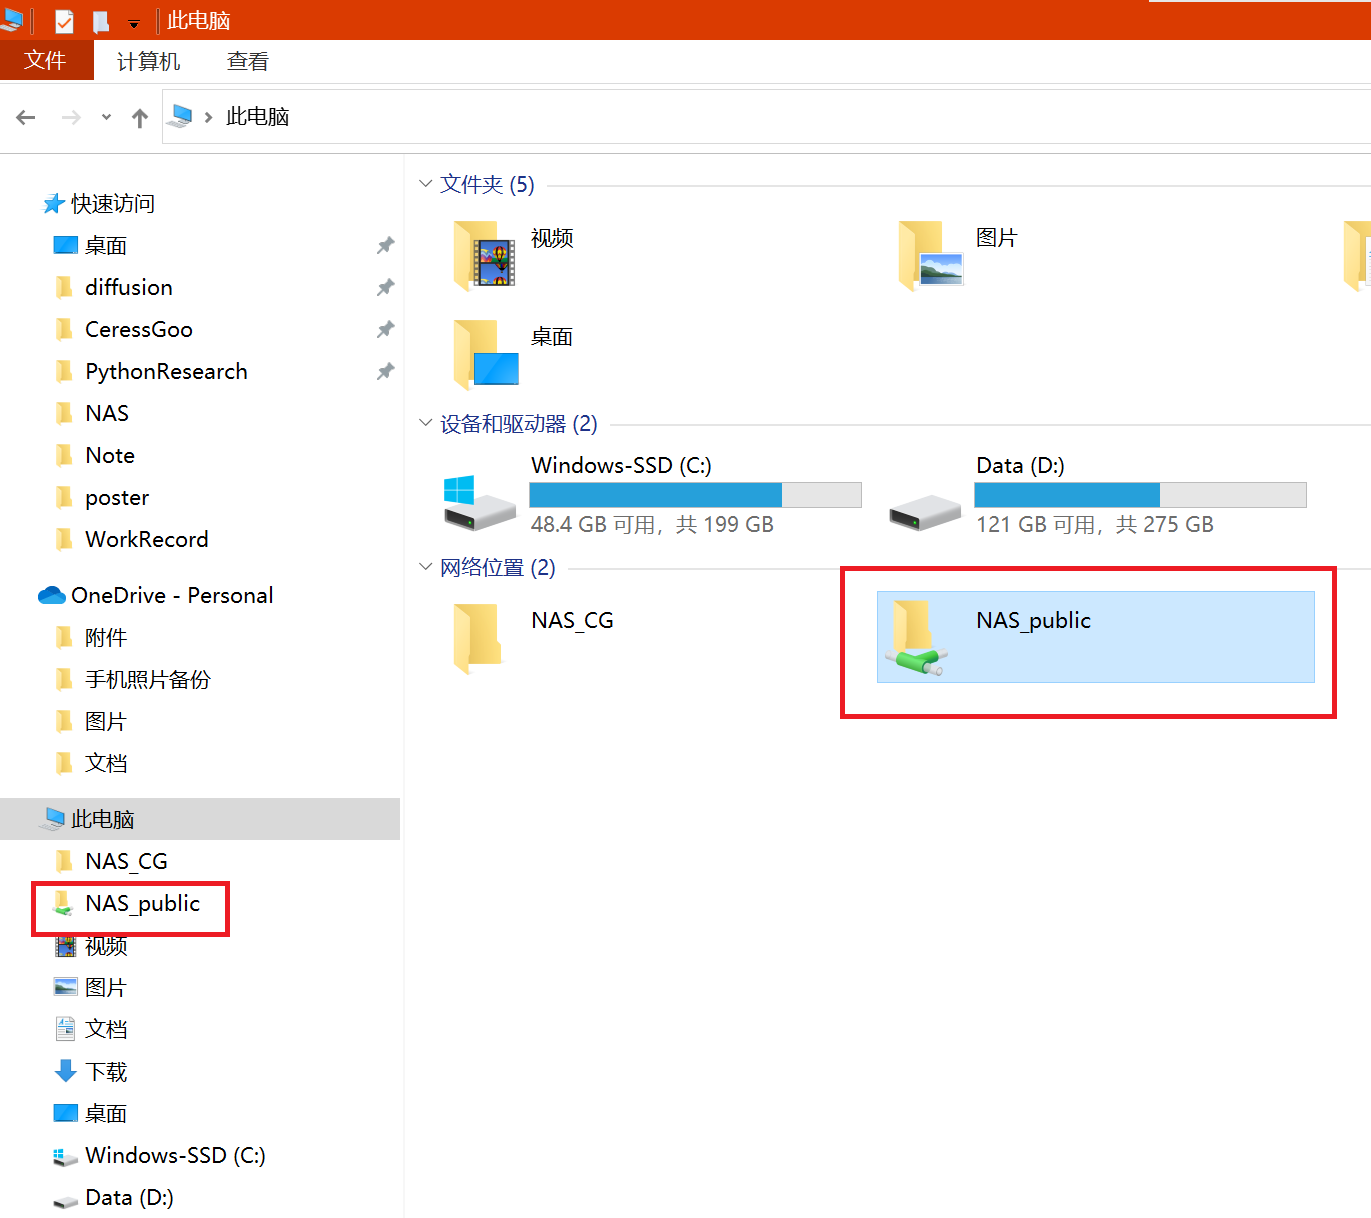 此电脑
文件 计算机 查看
此电脑
快速访问
桌面
diffusion
CeressGoo
PythonResearch
NAS
Note
poster
WorkRecord
OneDrive - Personal
附件
手机照片备份
图片
文档
此电脑
NAS_CG
NAS_public
视频
图片
文档
下载
桌面
Windows-SSD (C:)
Data (D:)
文件夹 (5)
视频
图片
桌面
设备和驱动器 (2)
Windows-SSD (C:)
48.4 GB 可用，共 199 GB
Data (D:)
121 GB 可用，共 275 GB
网络位置 (2)
NAS_CG
NAS_public